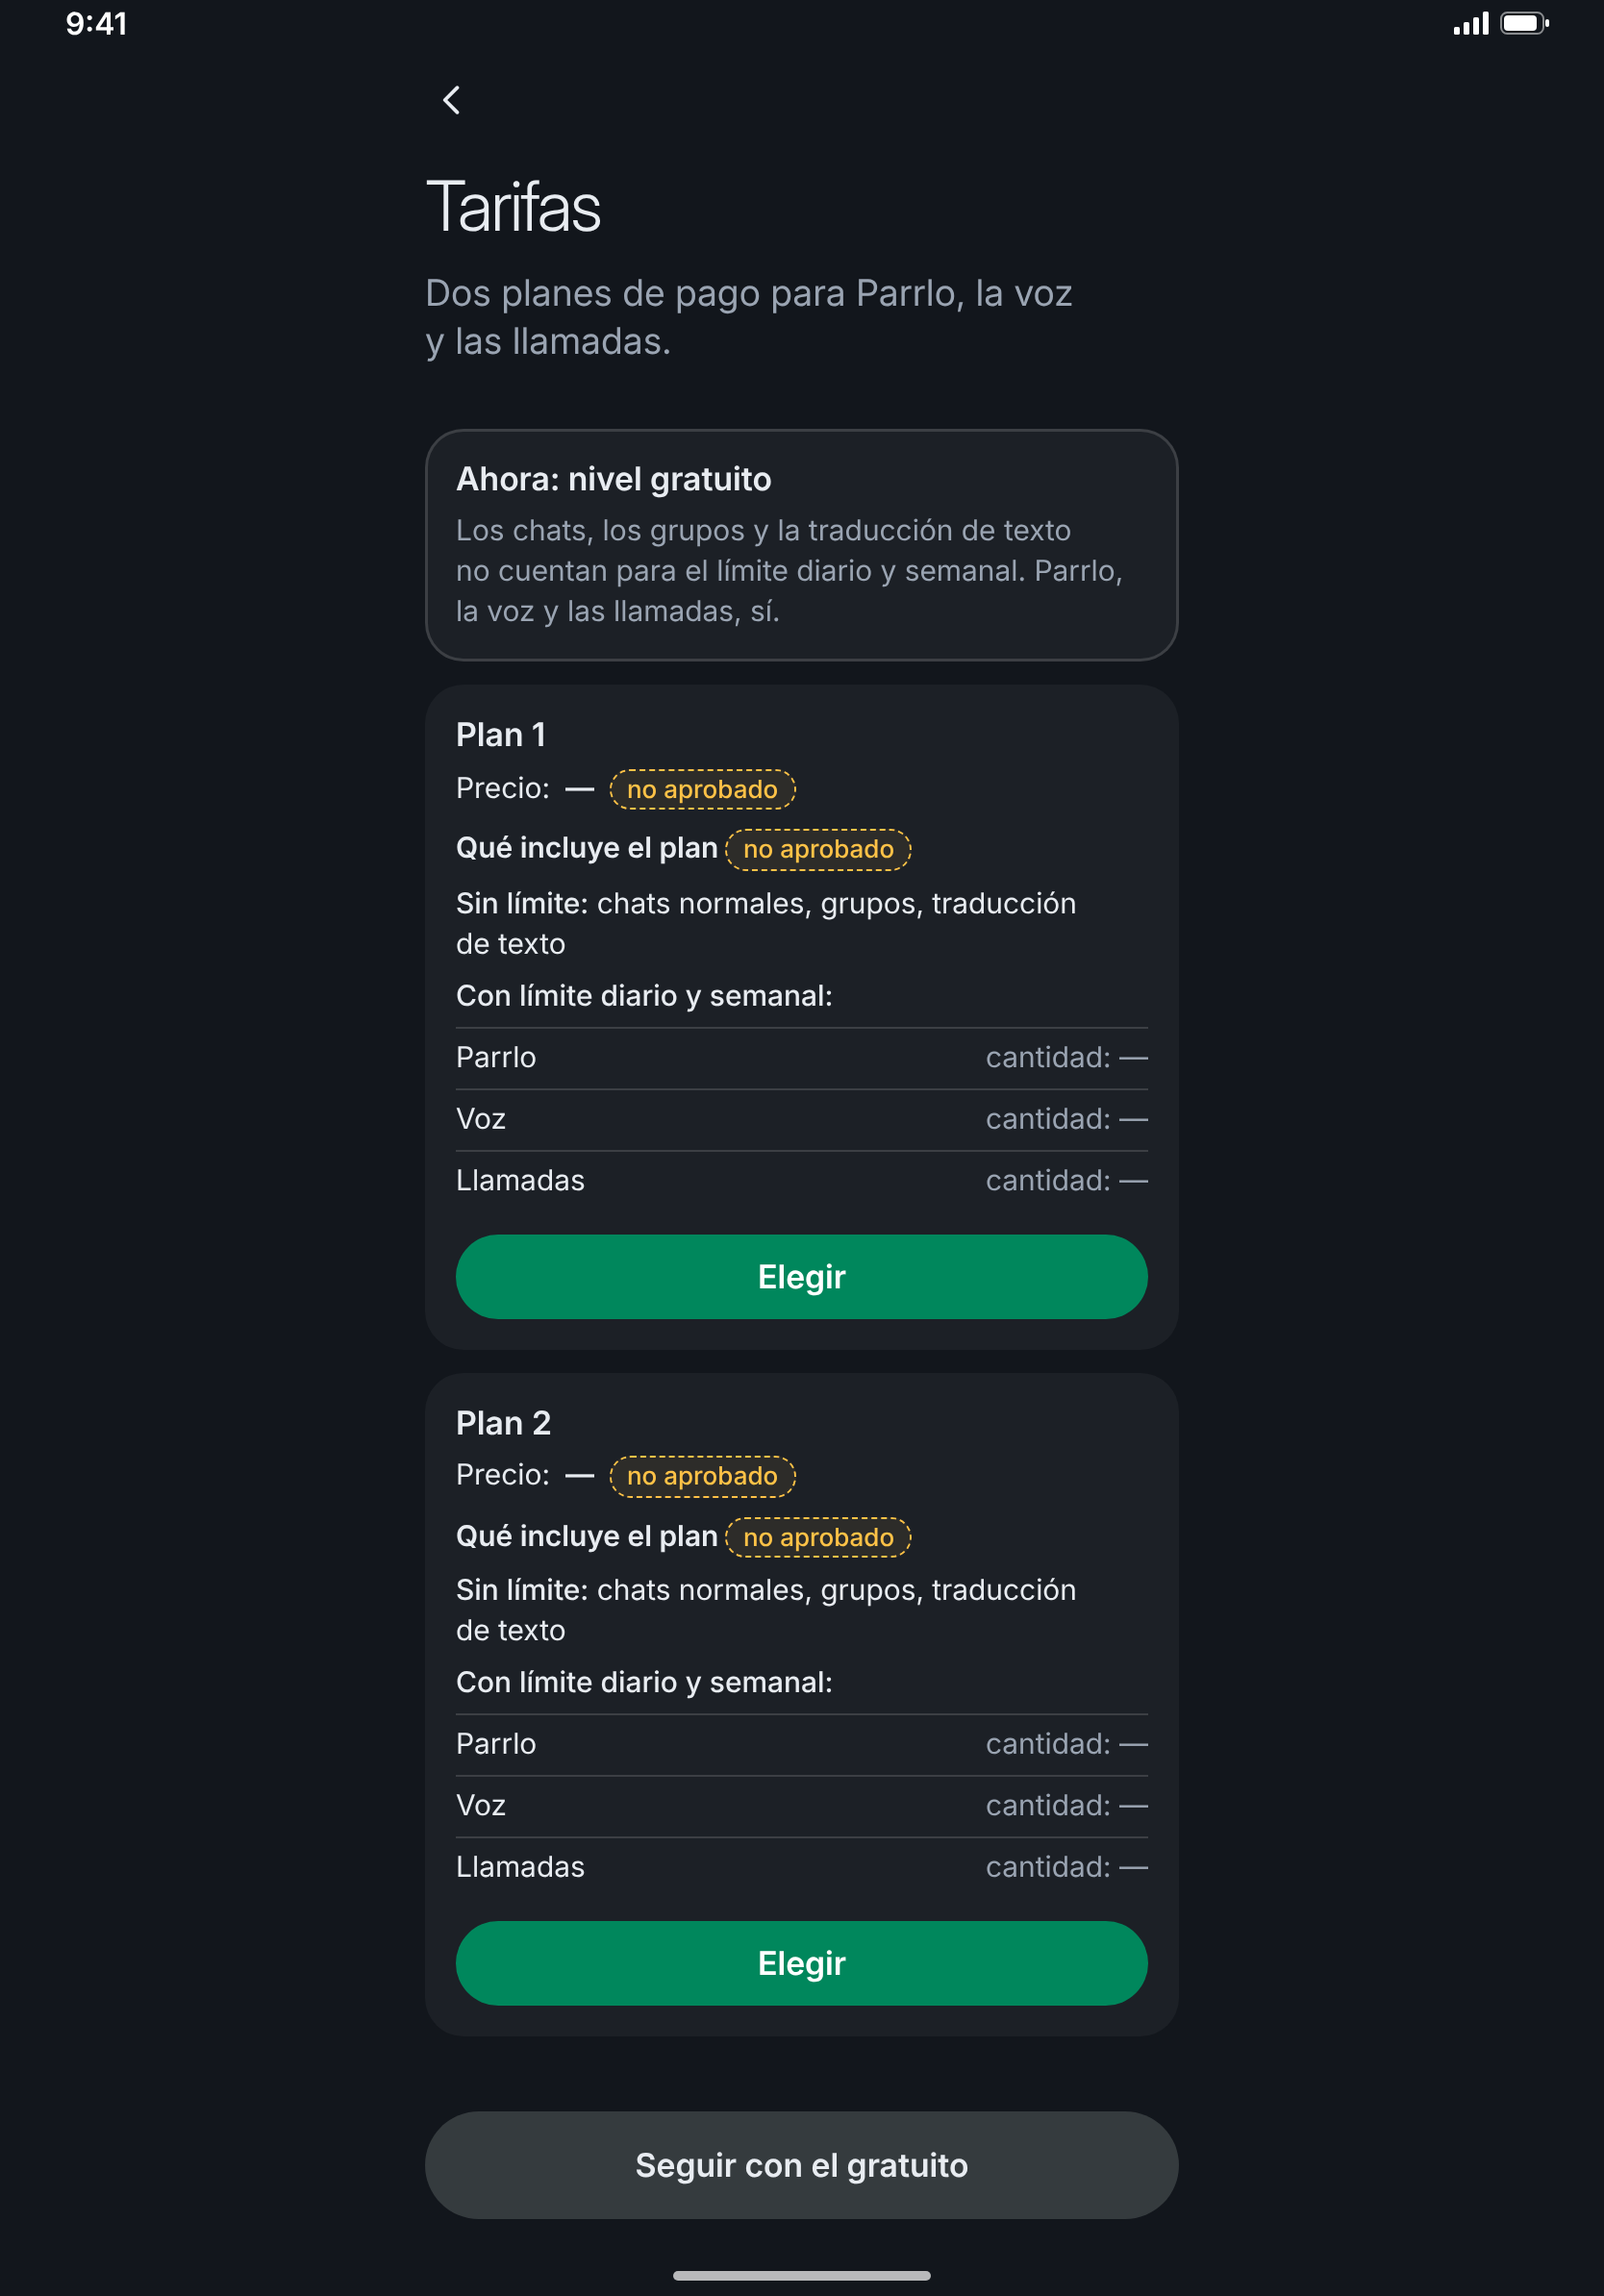 9:41
Tarifas
Dos planes de pago para Parrlo, la voz
y las llamadas.
Ahora: nivel gratuito
Los chats, los grupos y la traducción de texto
no cuentan para el límite diario y semanal. Parrlo,
la voz y las llamadas, sí.
Plan 1
Precio: — no aprobado
Qué incluye el plan no aprobado
Sin límite: chats normales, grupos, traducción
de texto
Con límite diario y semanal:
Parrlo cantidad: —
Voz cantidad: —
Llamadas cantidad: —
Elegir
Plan 2
Precio: — no aprobado
Qué incluye el plan no aprobado
Sin límite: chats normales, grupos, traducción
de texto
Con límite diario y semanal:
Parrlo cantidad: —
Voz cantidad: —
Llamadas cantidad: —
Elegir
Seguir con el gratuito